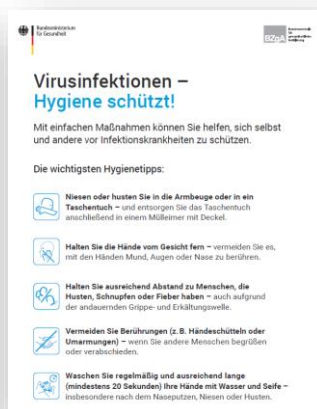 Bundesministerium
für Gesundheit
BZgA
Bundeszentrale
für
gesundheitliche
Aufklärung
Virusinfektionen –
Hygiene schützt!
Mit einfachen Maßnahmen können Sie helfen, sich selbst
und andere vor Infektionskrankheiten zu schützen.
Die wichtigsten Hygienetipps:
Niesen oder husten Sie in die Armbeuge oder in ein
Taschentuch – und entsorgen Sie das Taschentuch
anschließend in einem Mülleimer mit Deckel.
Halten Sie die Hände vom Gesicht fern – vermeiden Sie es,
mit den Händen Mund, Augen oder Nase zu berühren.
Halten Sie ausreichend Abstand zu Menschen, die
Husten, Schnupfen oder Fieber haben – auch aufgrund
der andauernden Grippe- und Erkältungswelle.
Vermeiden Sie Berührungen (z. B. Händeschütteln oder
Umarmungen) – wenn Sie andere Menschen begrüßen
oder verabschieden.
Waschen Sie regelmäßig und ausreichend lange
(mindestens 20 Sekunden) Ihre Hände mit Wasser und Seife –
insbesondere nach dem Naseputzen, Niesen oder Husten.